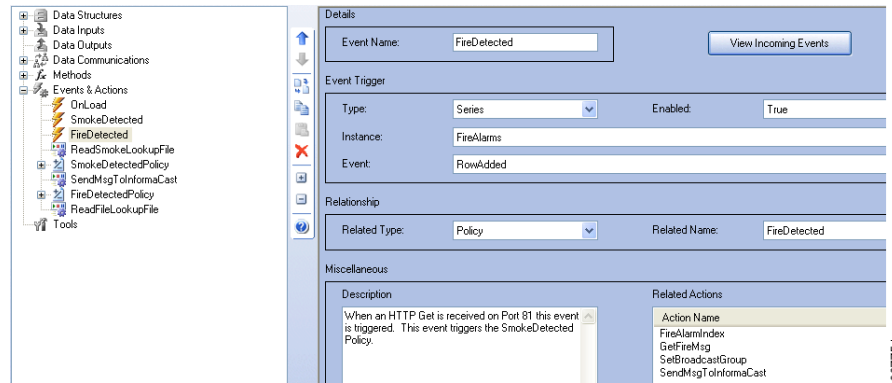 Data Structures
Data Inputs
Data Outputs
Data Communications
fx Methods
Events & Actions
OnLoad
SmokeDetected
FireDetected
ReadSmokeLookupFile
SmokeDetectedPolicy
SendMsgToInformaCast
FireDetectedPolicy
ReadFileLookupFile
Tools
Details
Event Name: FireDetected
View Incoming Events
Event Trigger
Type: Series Enabled: True
Instance: FireAlarms
Event: RowAdded
Relationship
Related Type: Policy Related Name: FireDetected
Miscellaneous
Description
When an HTTP Get is received on Port 81 this event
is triggered. This event triggers the SmokeDetected
Policy.
Related Actions
Action Name
FireAlarmIndex
GetFireMsg
SetBroadcastGroup
SendMsgToInformaCast